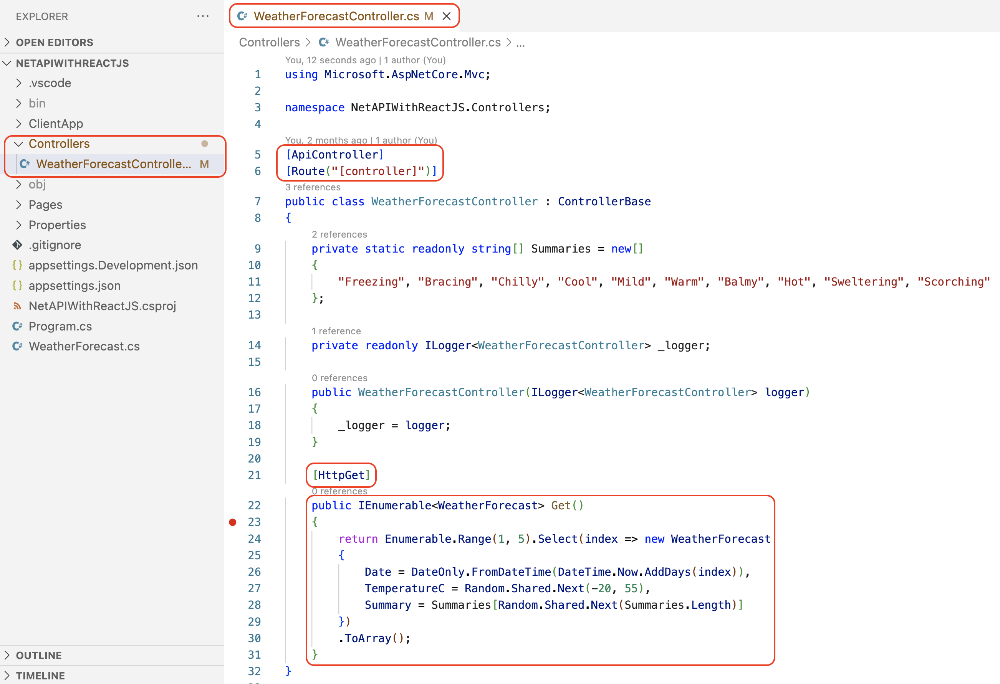 EXPLORER
OPEN EDITORS
NETAPIWITHREACTJS
.vscode
bin
ClientApp
Controllers
C# WeatherForecastControlle... M
obj
Pages
Properties
.gitignore
{} appsettings.Development.json
{} appsettings.json
NetAPIWithReactJS.csproj
C# Program.cs
C# WeatherForecast.cs
OUTLINE
TIMELINE
C# WeatherForecastController.cs M
Controllers > C# WeatherForecastController.cs > ...
You, 12 seconds ago | 1 author (You)
1 using Microsoft.AspNetCore.Mvc;
2
3 namespace NetAPIWithReactJS.Controllers;
4
You, 2 months ago | 1 author (You)
5 [ApiController]
6 [Route("[controller]")]
3 references
7 public class WeatherForecastController : ControllerBase
8 {
2 references
9 private static readonly string[] Summaries = new[]
10 {
11 "Freezing", "Bracing", "Chilly", "Cool", "Mild", "Warm", "Balmy", "Hot", "Sweltering", "Scorching"
12 };
13
1 reference
14 private readonly ILogger<WeatherForecastController> _logger;
15
0 references
16 public WeatherForecastController(ILogger<WeatherForecastController> logger)
17 {
18 _logger = logger;
19 }
20
21 [HttpGet]
0 references
22 public IEnumerable<WeatherForecast> Get()
23 {
24 return Enumerable.Range(1, 5).Select(index => new WeatherForecast
25 {
26 Date = DateOnly.FromDateTime(DateTime.Now.AddDays(index)),
27 TemperatureC = Random.Shared.Next(-20, 55),
28 Summary = Summaries[Random.Shared.Next(Summaries.Length)]
29 })
30 .ToArray();
31 }
32 }